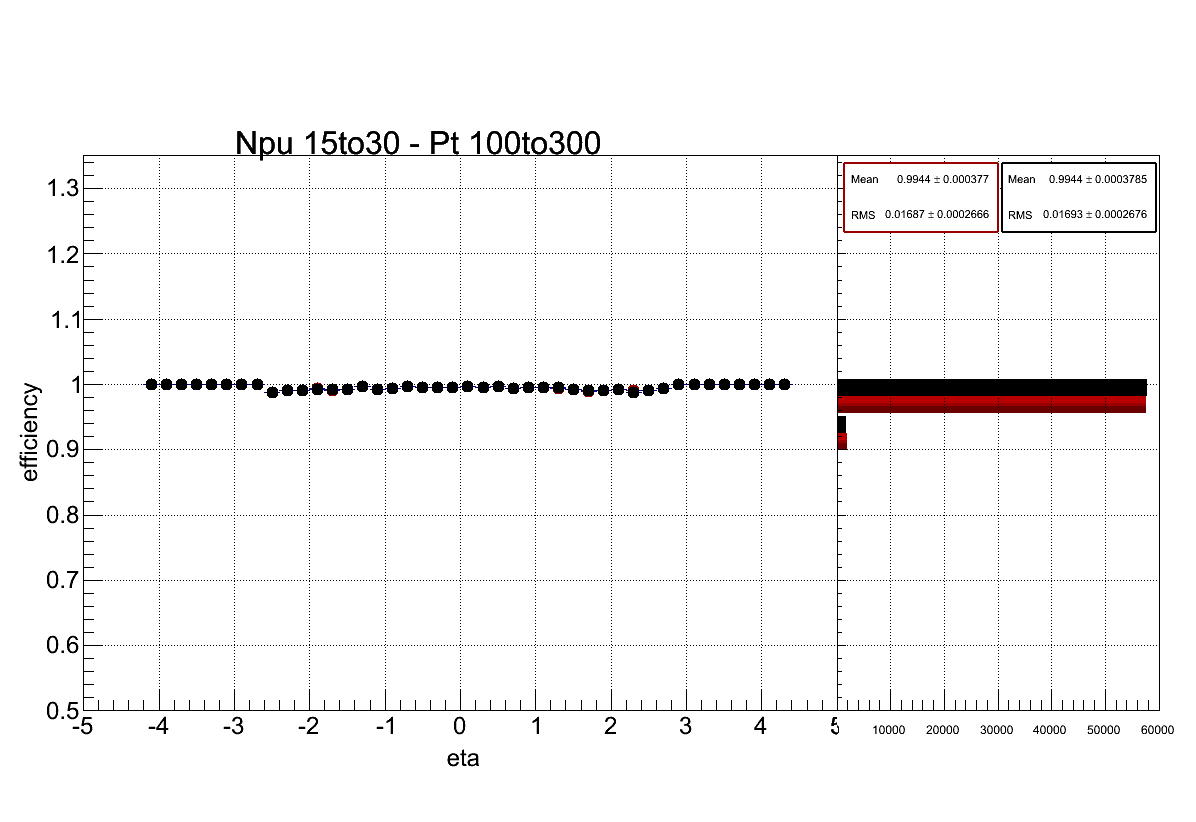 Npu 15to30 - Pt 100to300
Mean 0.9944 ± 0.000377
RMS 0.01687 ± 0.0002666
Mean 0.9944 ± 0.0003785
RMS 0.01693 ± 0.0002676
1.3
1.2
1.1
1
0.9
0.8
0.7
0.6
0.5
efficiency
-5 -4 -3 -2 -1 0 1 2 3 4
10000 20000 30000 40000 50000 60000
eta